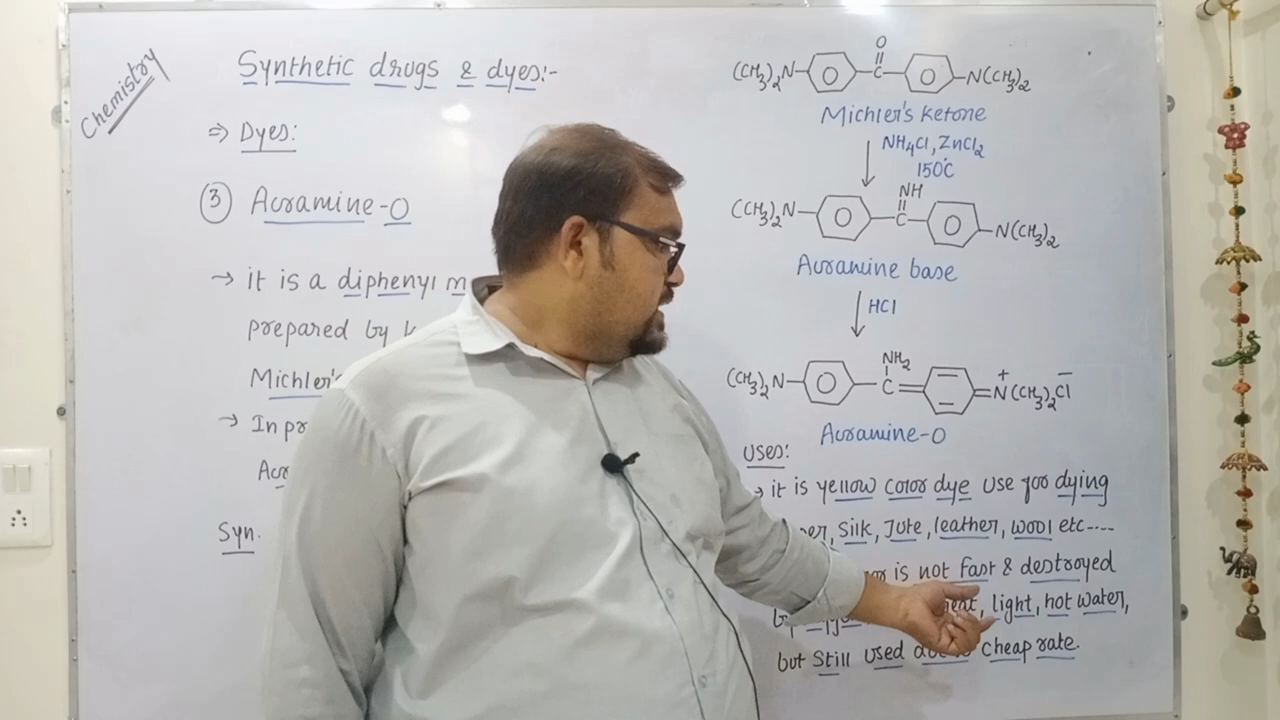 Chemistry
Synthetic drugs & dyes:-
⇒ Dyes:
③ Auramine-O
→ it is a diphenyl m
prepared by
Michler's
→ In pr
Syn.
O
(CH3)2N C N(CH3)2
Michler's ketone
NH4Cl, ZnCl2
150°C
NH
(CH3)2N C N(CH3)2
Auramine base
HCl
NH2
(CH3)2N C N+(CH3)2Cl−
Auramine-O
Uses:
→ it is yellow color dye use for dying
Silk, Jute, leather, wool etc----
is not fast & destroyed
light, hot water,
but still used cheap rate.